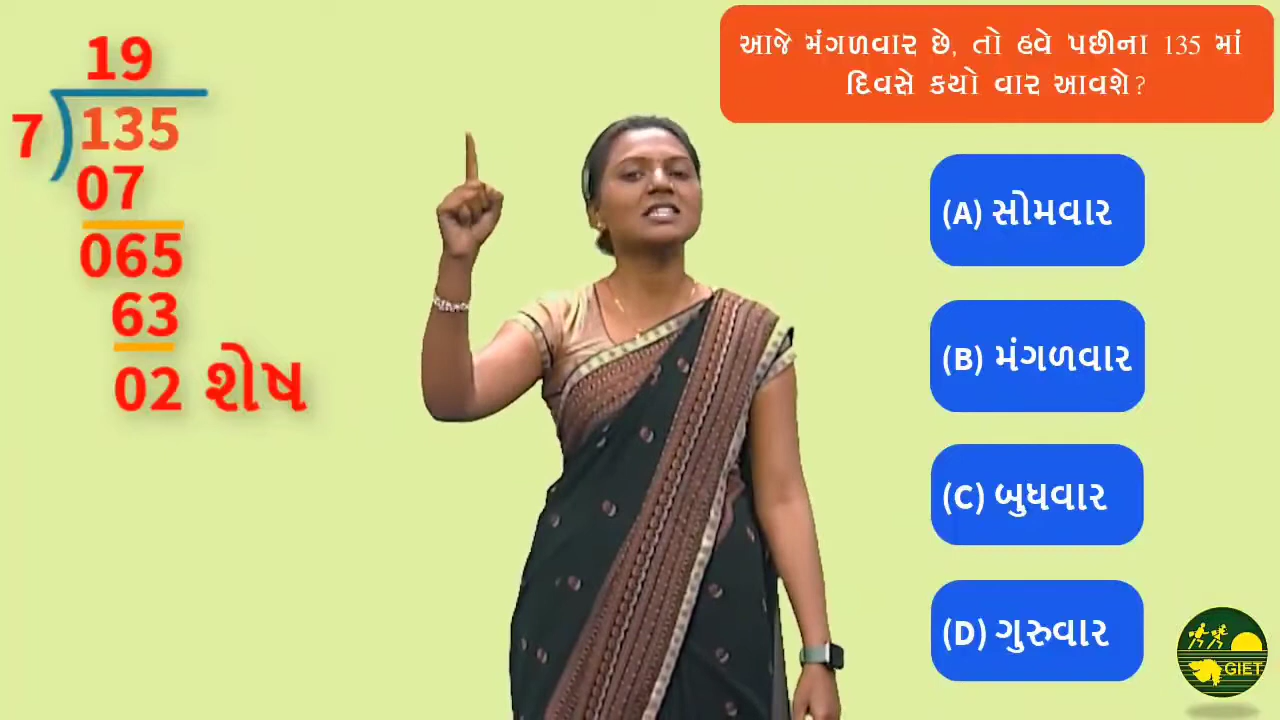 19
7 135
07
065
63
02 શેષ
આજે મંગળવાર છે, તો હવે પછીના 135 માં
દિવસે કયો વાર આવશે?
(A) સોમવાર
(B) મંગળવાર
(C) બુધવાર
(D) ગુરુવાર
GIET